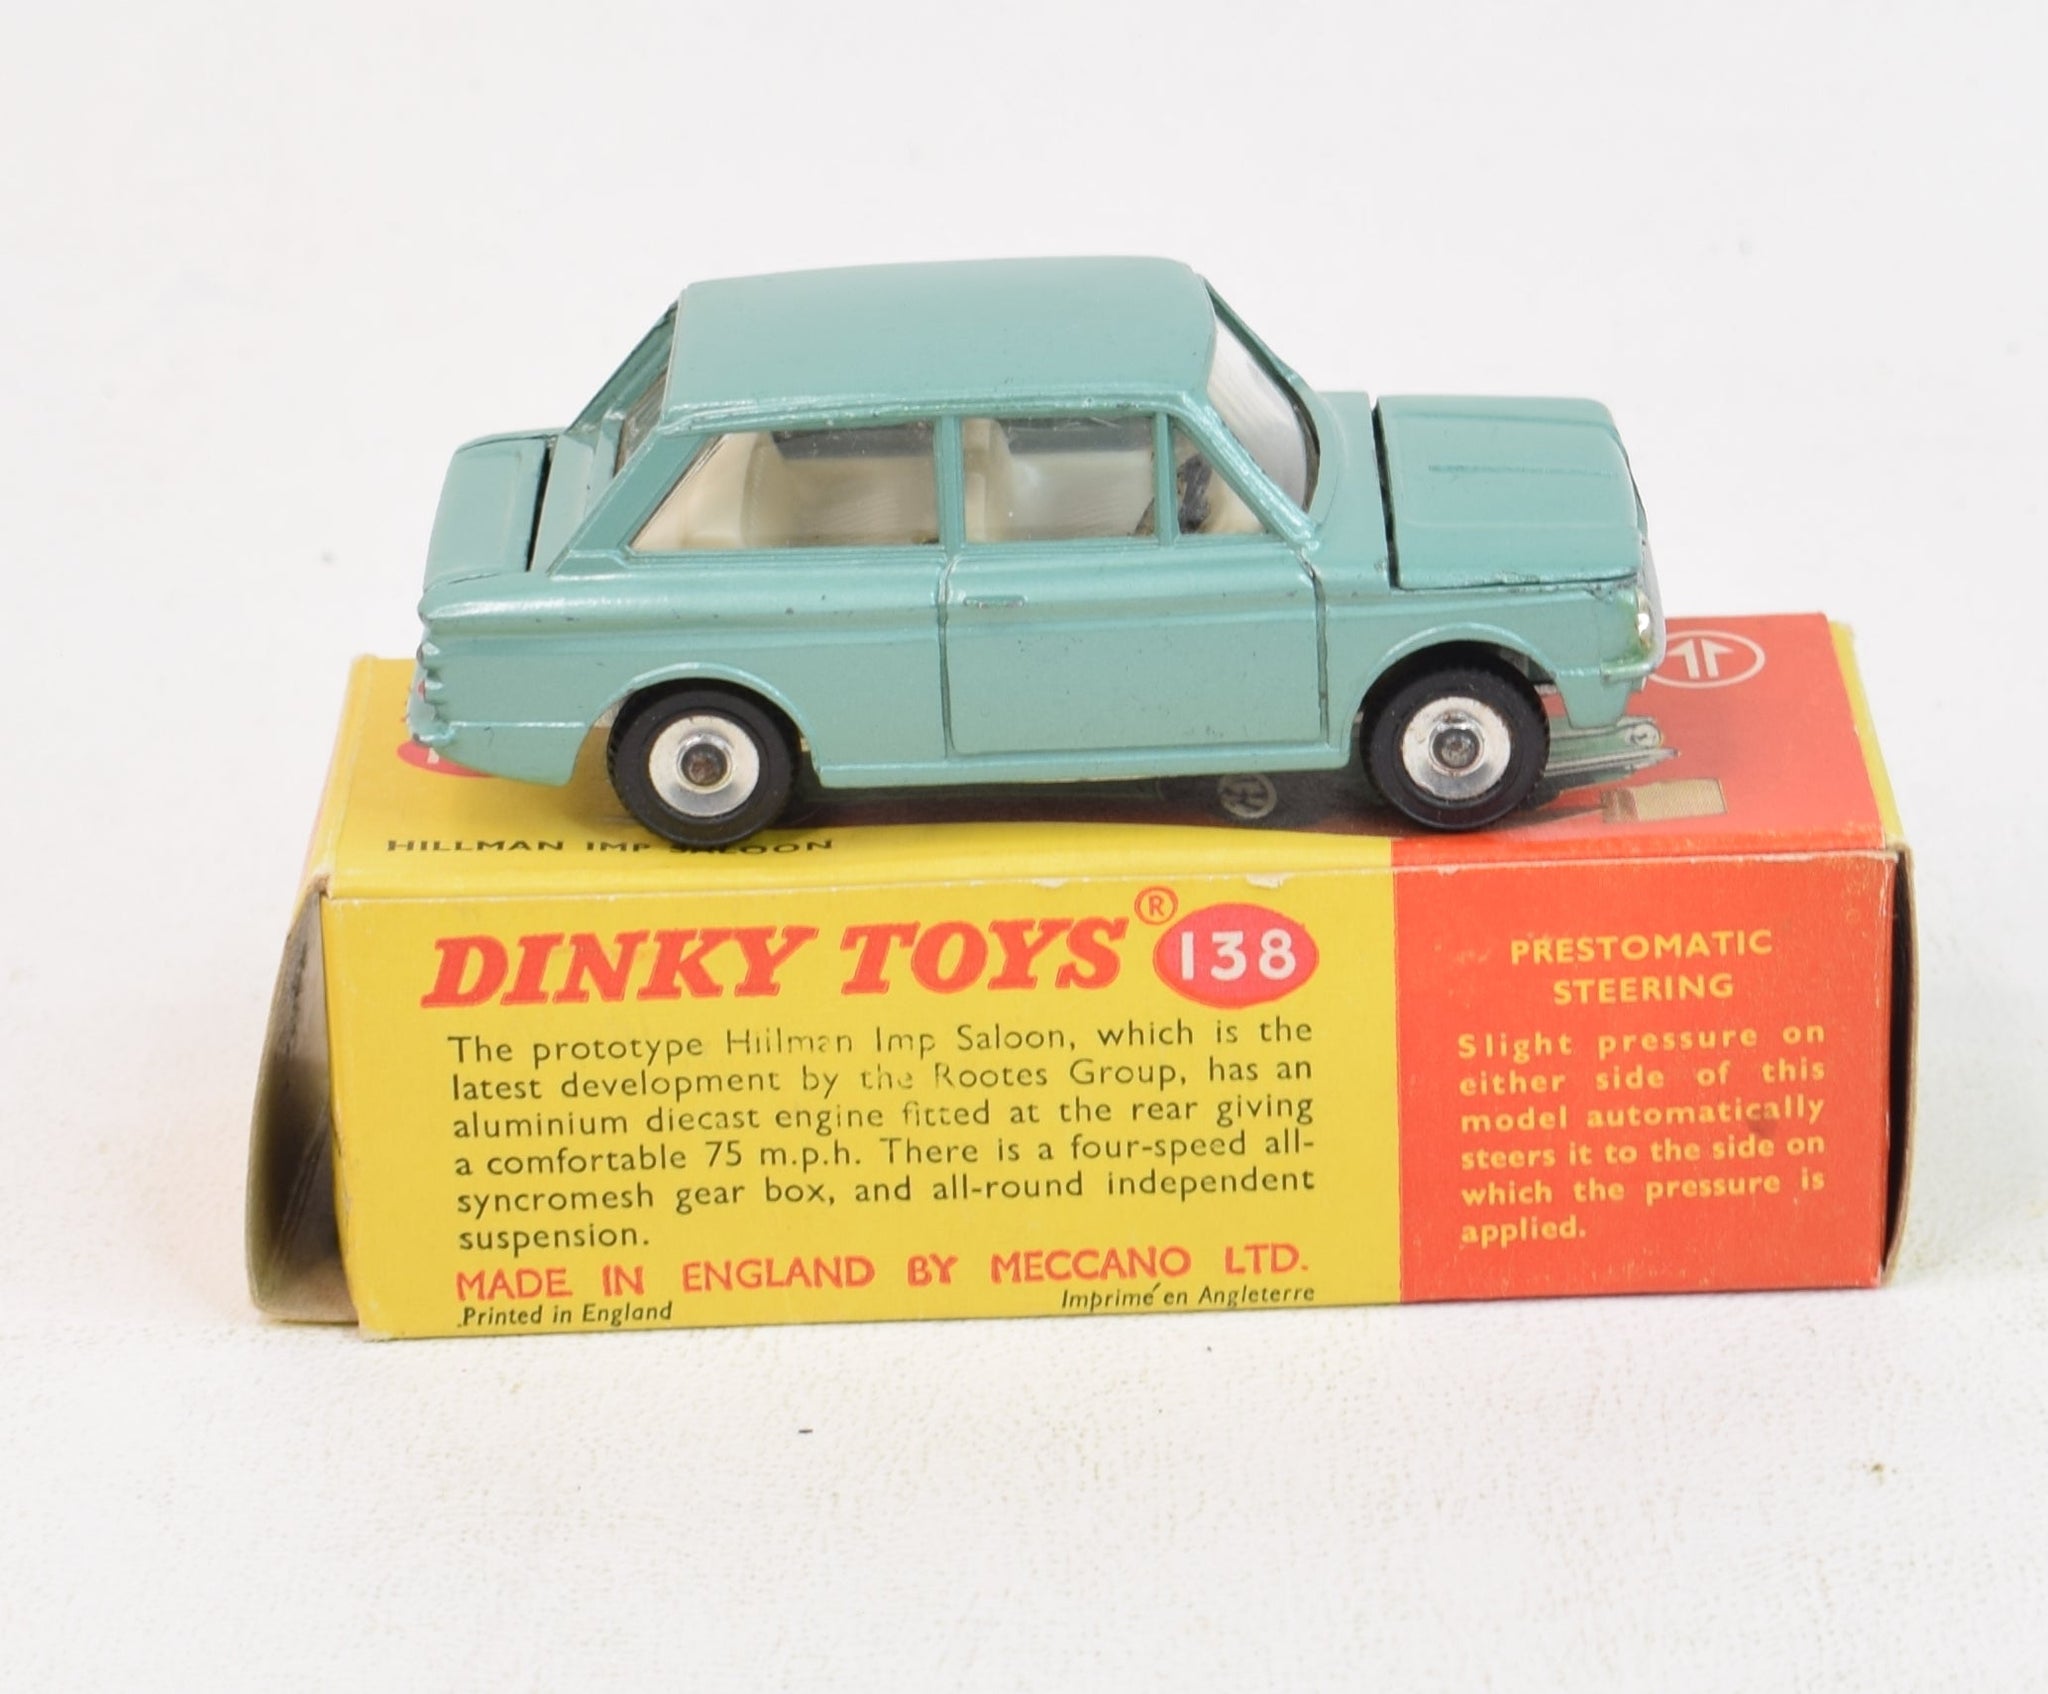 HILLMAN IMP SALOON
DINKY TOYS ® 138
The prototype Hillman Imp Saloon, which is the
latest development by the Rootes Group, has an
aluminium diecast engine fitted at the rear giving
a comfortable 75 m.p.h. There is a four-speed all-
syncromesh gear box, and all-round independent
suspension.
MADE IN ENGLAND BY MECCANO LTD.
Printed in England
Imprimé en Angleterre
PRESTOMATIC
STEERING
Slight pressure on
either side of this
model automatically
steers it to the side on
which the pressure is
applied.